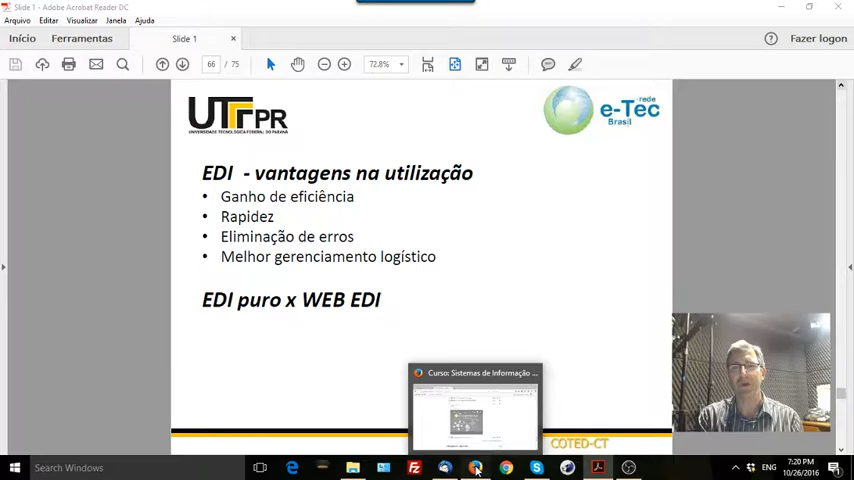 Slide 1 - Adobe Acrobat Reader DC
Arquivo Editar Visualizar Janela Ajuda
Início Ferramentas Slide 1 × Fazer logon
66 / 75 72.8%
UTFPR
UNIVERSIDADE TECNOLÓGICA FEDERAL DO PARANÁ
rede
e-Tec
Brasil
EDI - vantagens na utilização
• Ganho de eficiência
• Rapidez
• Eliminação de erros
• Melhor gerenciamento logístico
EDI puro x WEB EDI
Curso: Sistemas de Informação ...
COTED-CT
Search Windows
ENG
7:20 PM
10/26/2016